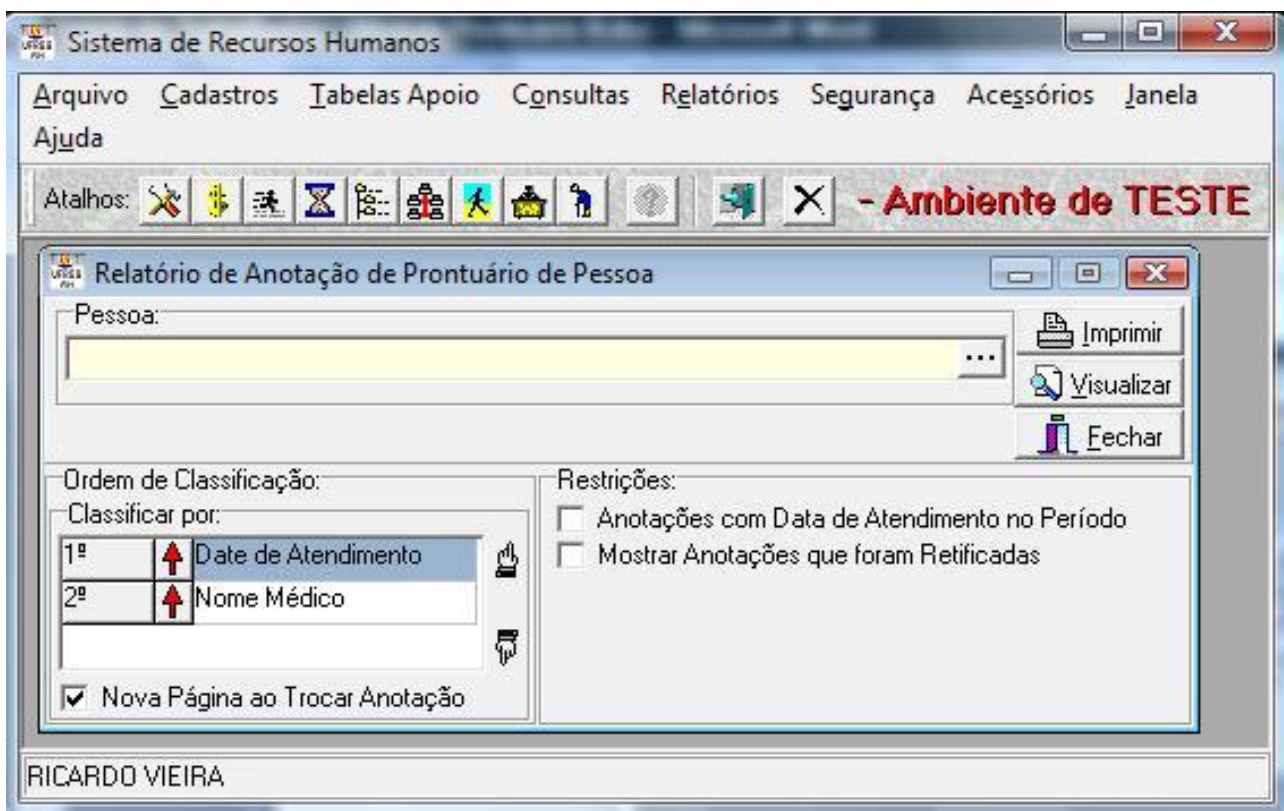 Sistema de Recursos Humanos
Arquivo Cadastros Tabelas Apoio Consultas Relatórios Segurança Acessórios Janela
Ajuda
Atalhos: - Ambiente de TESTE
Relatório de Anotação de Prontuário de Pessoa
Pessoa:
...
Imprimir
Visualizar
Fechar
Ordem de Classificação:
Classificar por:
1º Date de Atendimento
2º Nome Médico
Nova Página ao Trocar Anotação
Restrições:
Anotações com Data de Atendimento no Período
Mostrar Anotações que foram Retificadas
RICARDO VIEIRA